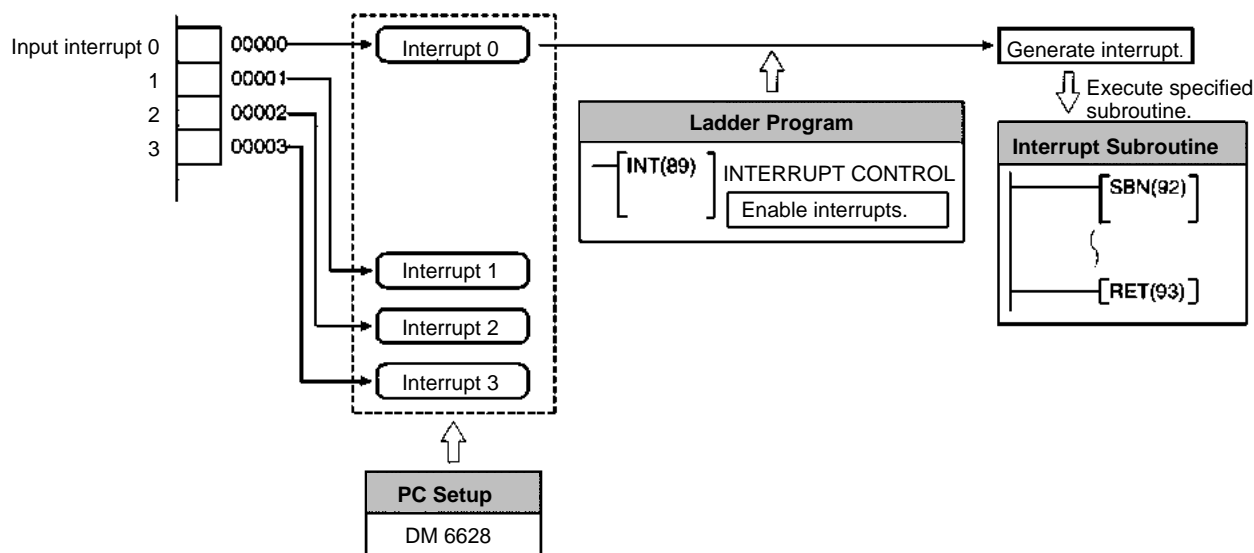 Input interrupt 0
00000
Interrupt 0
Generate interrupt.
1
00001
2
00002
3
00003
Execute specified
subroutine.
Ladder Program
INT(89)
INTERRUPT CONTROL
Enable interrupts.
Interrupt Subroutine
SBN(92)
RET(93)
Interrupt 1
Interrupt 2
Interrupt 3
PC Setup
DM 6628